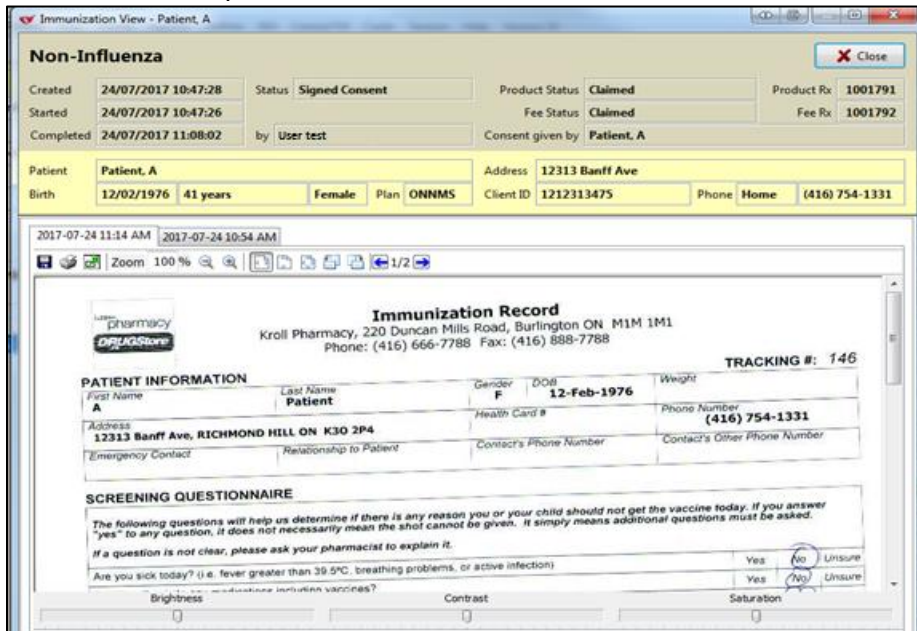 Immunization View - Patient, A
Non-Influenza
Close
Created 24/07/2017 10:47:28 Status Signed Consent Product Status Claimed Product Rx 1001791
Started 24/07/2017 10:47:26 Fee Status Claimed Fee Rx 1001792
Completed 24/07/2017 11:08:02 by User test Consent given by Patient, A
Patient Patient, A Address 12313 Banff Ave
Birth 12/02/1976 41 years Female Plan ONNMS Client ID 1212313475 Phone Home (416) 754-1331
2017-07-24 11:14 AM 2017-07-24 10:54 AM
Zoom 100 % 1/2
pharmacy
DRUGStore
Immunization Record
Kroll Pharmacy, 220 Duncan Mills Road, Burlington ON M1M 1M1
Phone: (416) 666-7788 Fax: (416) 888-7788
TRACKING #: 146
PATIENT INFORMATION
First Name Last Name Gender DOB Weight
A Patient F 12-Feb-1976
Address Health Card # Phone Number
12313 Banff Ave, RICHMOND HILL ON K3O 2P4 (416) 754-1331
Emergency Contact Relationship to Patient Contact's Phone Number Contact's Other Phone Number
SCREENING QUESTIONNAIRE
The following questions will help us determine if there is any reason you or your child should not get the vaccine today. If you answer
"yes" to any question, it does not necessarily mean the shot cannot be given. It simply means additional questions must be asked.
If a question is not clear, please ask your pharmacist to explain it.
Are you sick today? (i.e. fever greater than 39.5ºC, breathing problems, or active infection) Yes No Unsure
medications including vaccines? Yes No Unsure
Brightness Contrast Saturation